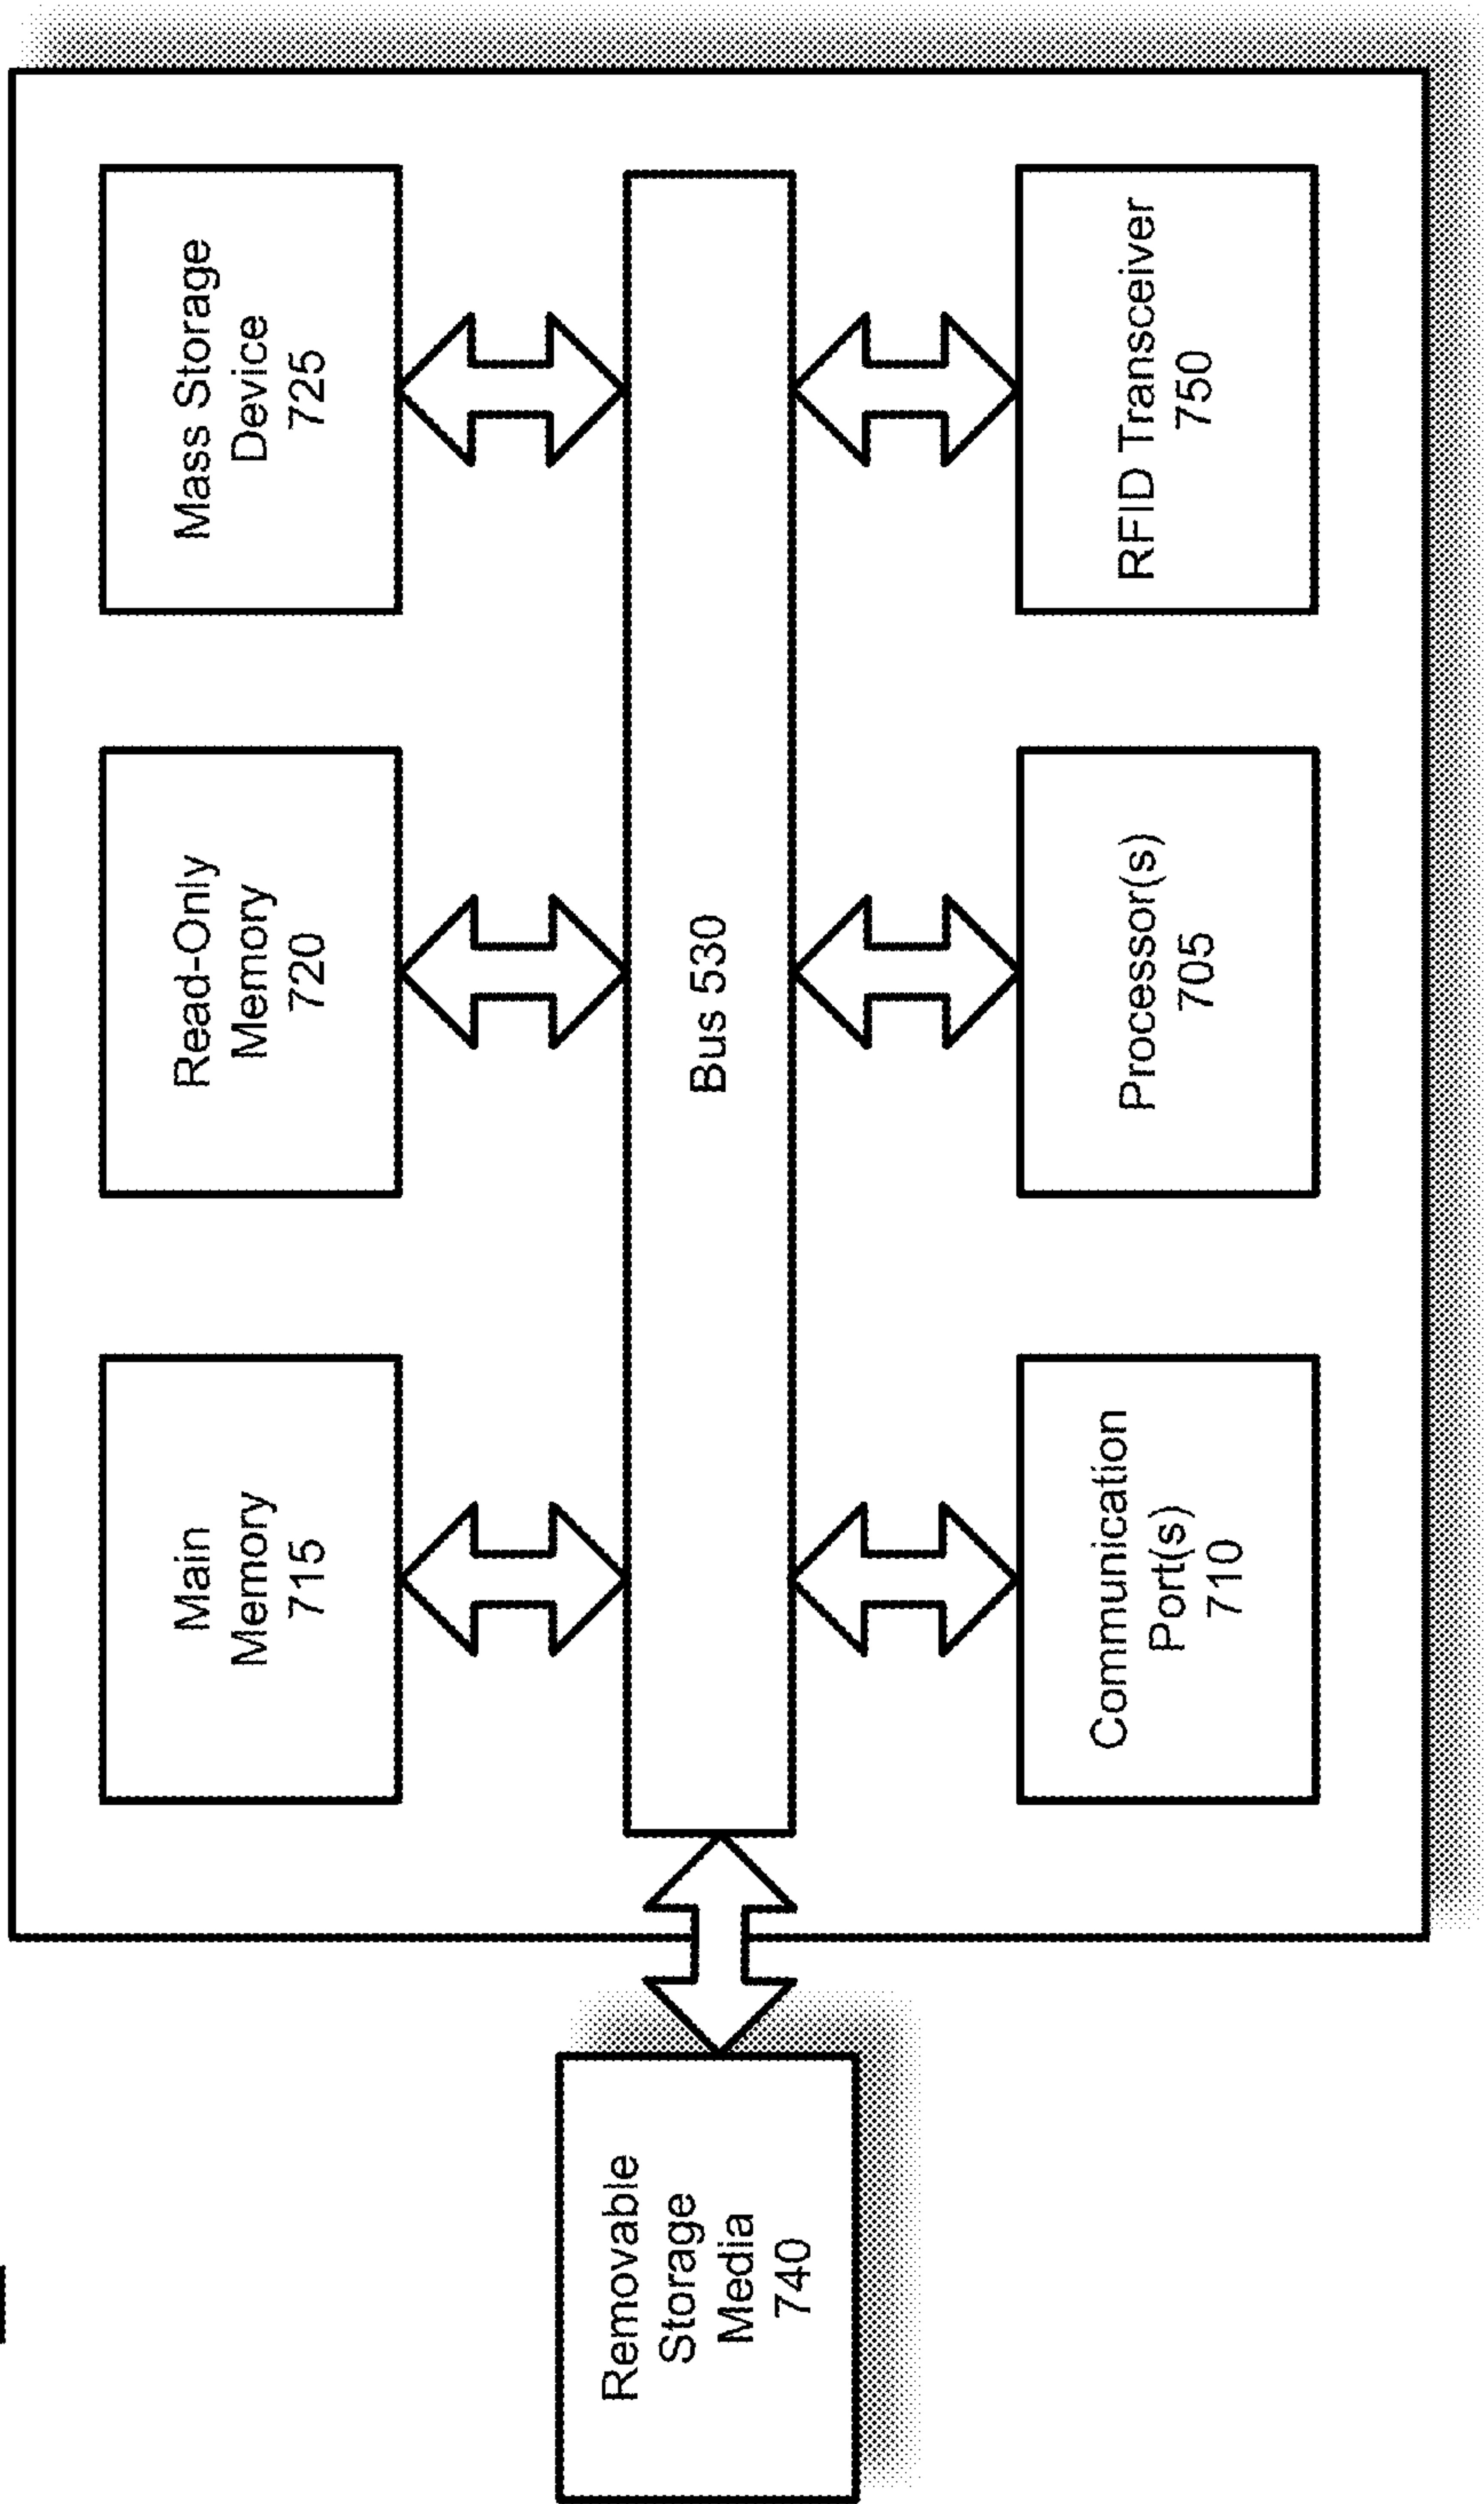 Main
Memory
715
Read-Only
Memory
720
Mass Storage
Device
725
Removable
Storage
Media
740
Bus 530
Communication
Port(s)
710
Processor(s)
705
RFID Transceiver
750